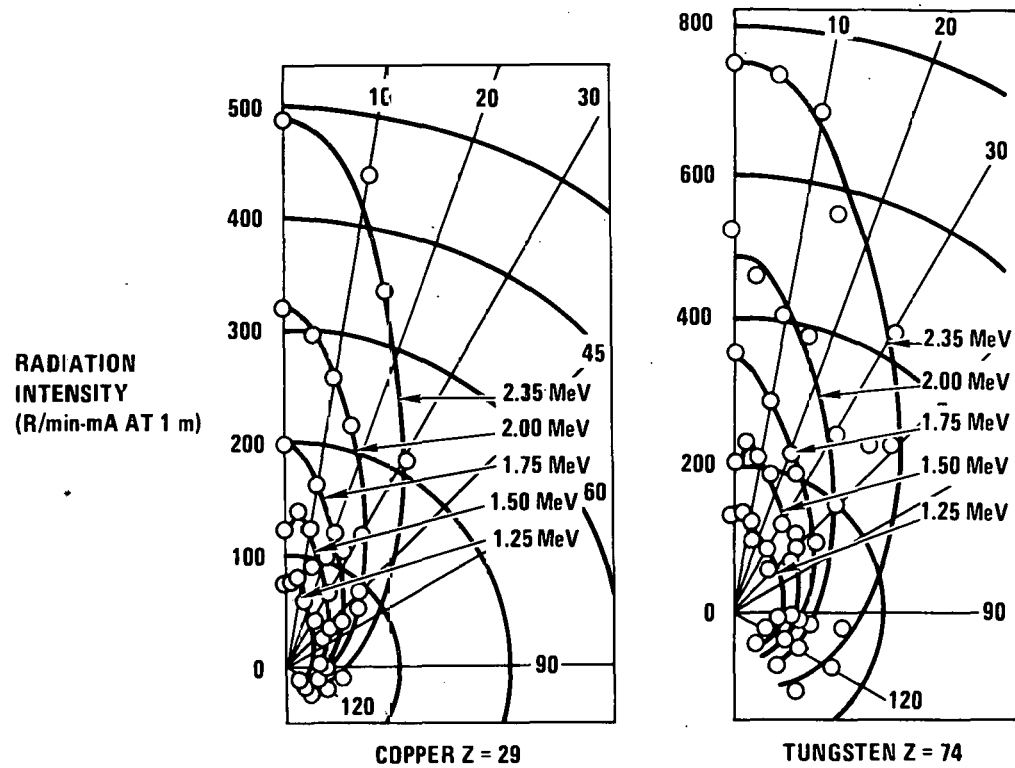 RADIATION
INTENSITY
(R/min-mA AT 1 m)
500
400
300
200
100
0
10
20
30
45
60
90
120
2.35 MeV
2.00 MeV
1.75 MeV
1.50 MeV
1.25 MeV
COPPER Z = 29
800
600
400
200
0
10
20
30
90
120
2.35 MeV
2.00 MeV
1.75 MeV
1.50 MeV
1.25 MeV
TUNGSTEN Z = 74